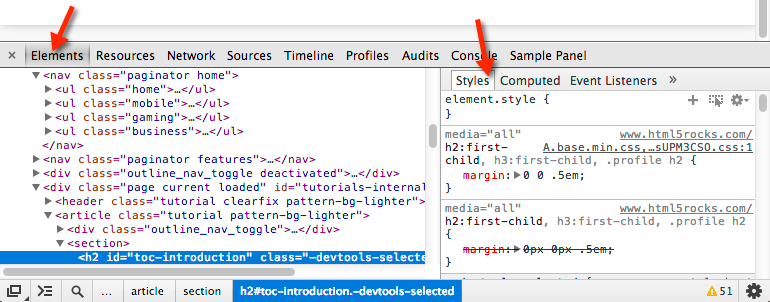 × Elements Resources Network Sources Timeline Profiles Audits Console Sample Panel
▼<nav class="paginator home">
▶<ul class="home">…</ul>
▶<ul class="mobile">…</ul>
▶<ul class="gaming">…</ul>
▶<ul class="business">…</ul>
</nav>
▶<nav class="paginator features">…</nav>
▶<div class="outline_nav_toggle deactivated">…</div>
▼<div class="page current loaded" id="tutorials-internal
▶<header class="tutorial clearfix pattern-bg-lighter">
▼<article class="tutorial pattern-bg-lighter">
▶<div class="outline_nav_toggle">…</div>
▼<section>
<h2 id="toc-introduction" class="-devtools-selected
Styles Computed Event Listeners »
element.style {
}
media="all" www.html5rocks.com/
h2:first- A.base.min.css,…sUPM3CSO.css:1
child, h3:first-child, .profile h2 {
margin:▶0 0 .5em;
}
media="all" www.html5rocks.com/
h2:first-child, h3:first-child, .profile h2
{
margin:▶0px 0px .5em;
}
… article section h2#toc-introduction.-devtools-selected 51